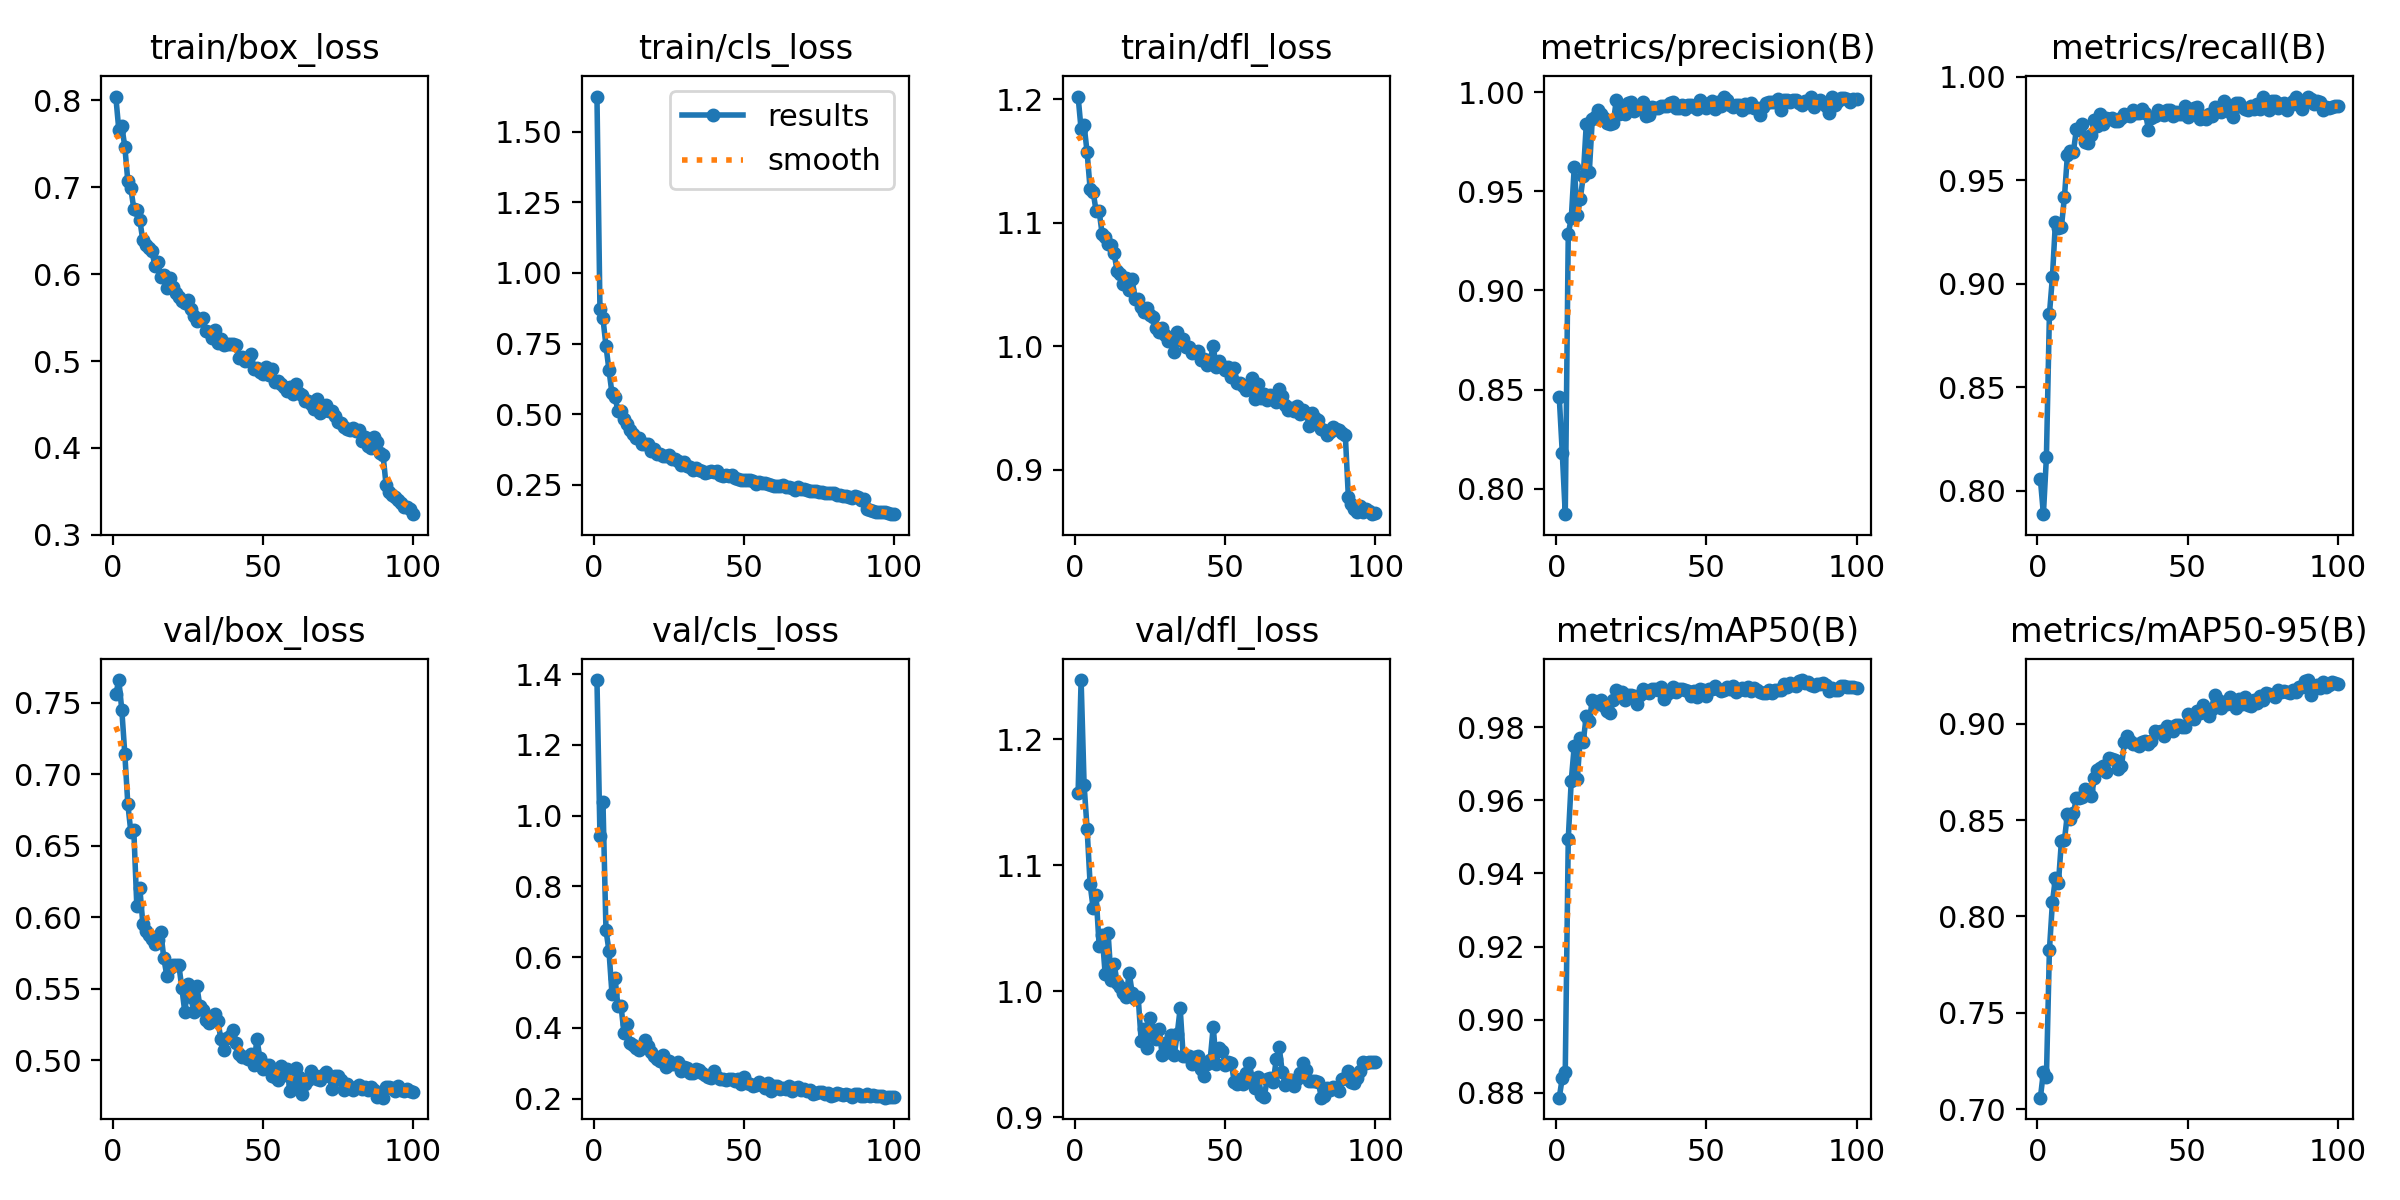 train/box_loss
0.8
0.7
0.6
0.5
0.4
0.3
0 50 100
train/cls_loss
results
smooth
1.50
1.25
1.00
0.75
0.50
0.25
0 50 100
train/dfl_loss
1.2
1.1
1.0
0.9
0 50 100
metrics/precision(B)
1.00
0.95
0.90
0.85
0.80
0 50 100
metrics/recall(B)
1.00
0.95
0.90
0.85
0.80
0 50 100
val/box_loss
0.75
0.70
0.65
0.60
0.55
0.50
0 50 100
val/cls_loss
1.4
1.2
1.0
0.8
0.6
0.4
0.2
0 50 100
val/dfl_loss
1.2
1.1
1.0
0.9
0 50 100
metrics/mAP50(B)
0.98
0.96
0.94
0.92
0.90
0.88
0 50 100
metrics/mAP50-95(B)
0.90
0.85
0.80
0.75
0.70
0 50 100